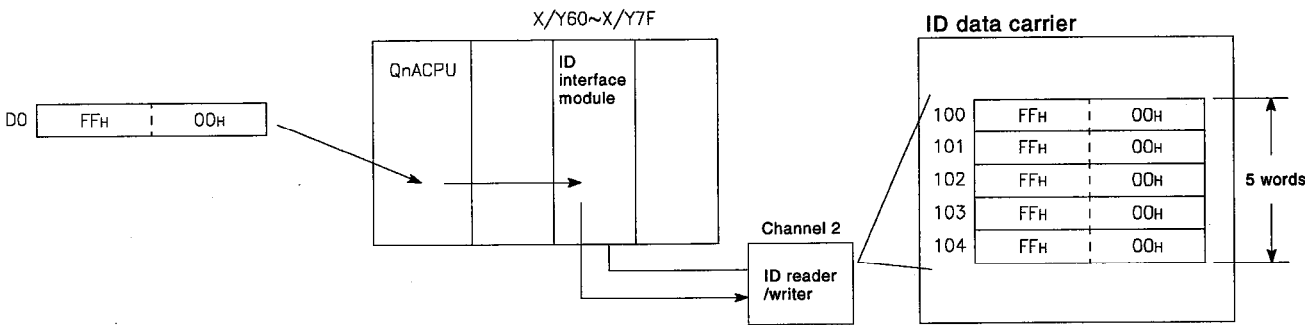 X/Y60~X/Y7F
ID data carrier
QnACPU
ID
interface
module
D0 FFH 00H
100 FFH 00H
101 FFH 00H
102 FFH 00H
103 FFH 00H
104 FFH 00H
5 words
Channel 2
ID reader
/writer